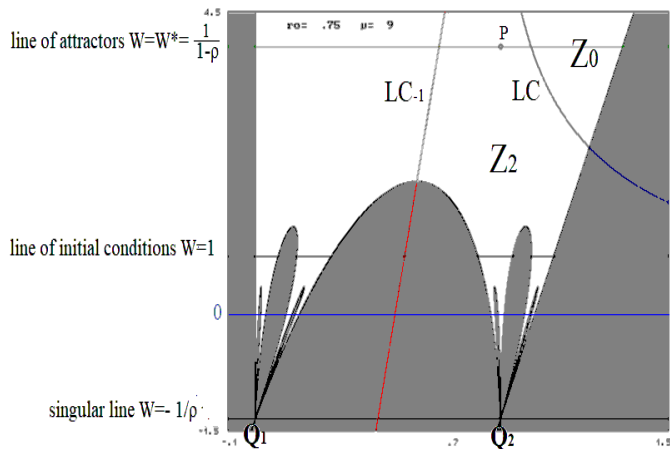 4.5
ro= .75 µ= 9
line of attractors W=W*= 1/1-ρ
P
Z0
LC-1
LC
Z2
line of initial conditions W=1
0
singular line W=- 1/ρ
-1.5
-.1
Q1
.7
Q2
1.5